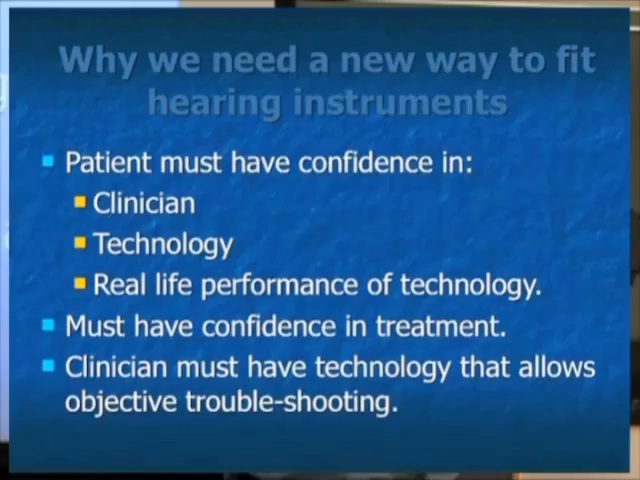 Why we need a new way to fit
hearing instruments
Patient must have confidence in:
Clinician
Technology
Real life performance of technology.
Must have confidence in treatment.
Clinician must have technology that allows
objective trouble-shooting.